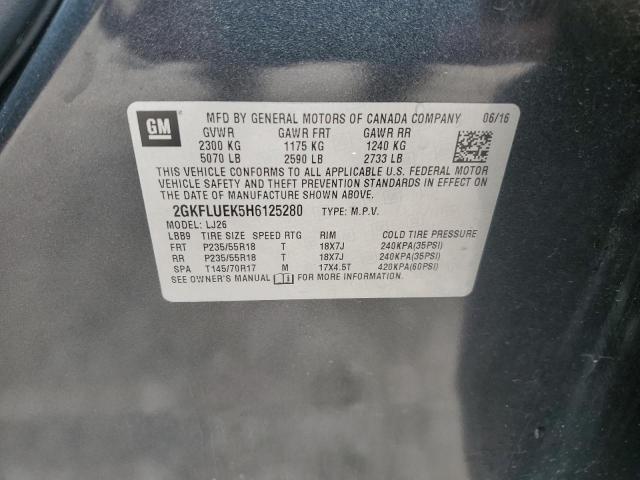 MFD BY GENERAL MOTORS OF CANADA COMPANY 06/16
GM
GVWR GAWR FRT GAWR RR
2300 KG 1175 KG 1240 KG
5070 LB 2590 LB 2733 LB
THIS VEHICLE CONFORMS TO ALL APPLICABLE U.S. FEDERAL MOTOR
VEHICLE SAFETY AND THEFT PREVENTION STANDARDS IN EFFECT ON THE
DATE OF MANUFACTURE SHOWN ABOVE.
2GKFLUEK5H6125280 TYPE: M.P.V.
MODEL: LJ26
LBB9 TIRE SIZE SPEED RTG RIM COLD TIRE PRESSURE
FRT P235/55R18 T 18X7J 240KPA(35PSI)
RR P235/55R18 T 18X7J 240KPA(35PSI)
SPA T145/70R17 M 17X4.5T 420KPA(60PSI)
SEE OWNER'S MANUAL FOR MORE INFORMATION.